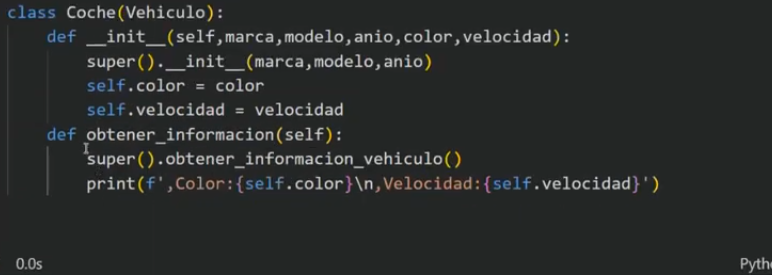 class Coche(Vehiculo):
    def __init__(self,marca,modelo,anio,color,velocidad):
        super().__init__(marca,modelo,anio)
        self.color = color
        self.velocidad = velocidad
    def obtener_informacion(self):
        super().obtener_informacion_vehiculo()
        print(f',Color:{self.color}\n,Velocidad:{self.velocidad}')
0.0s
Pytho